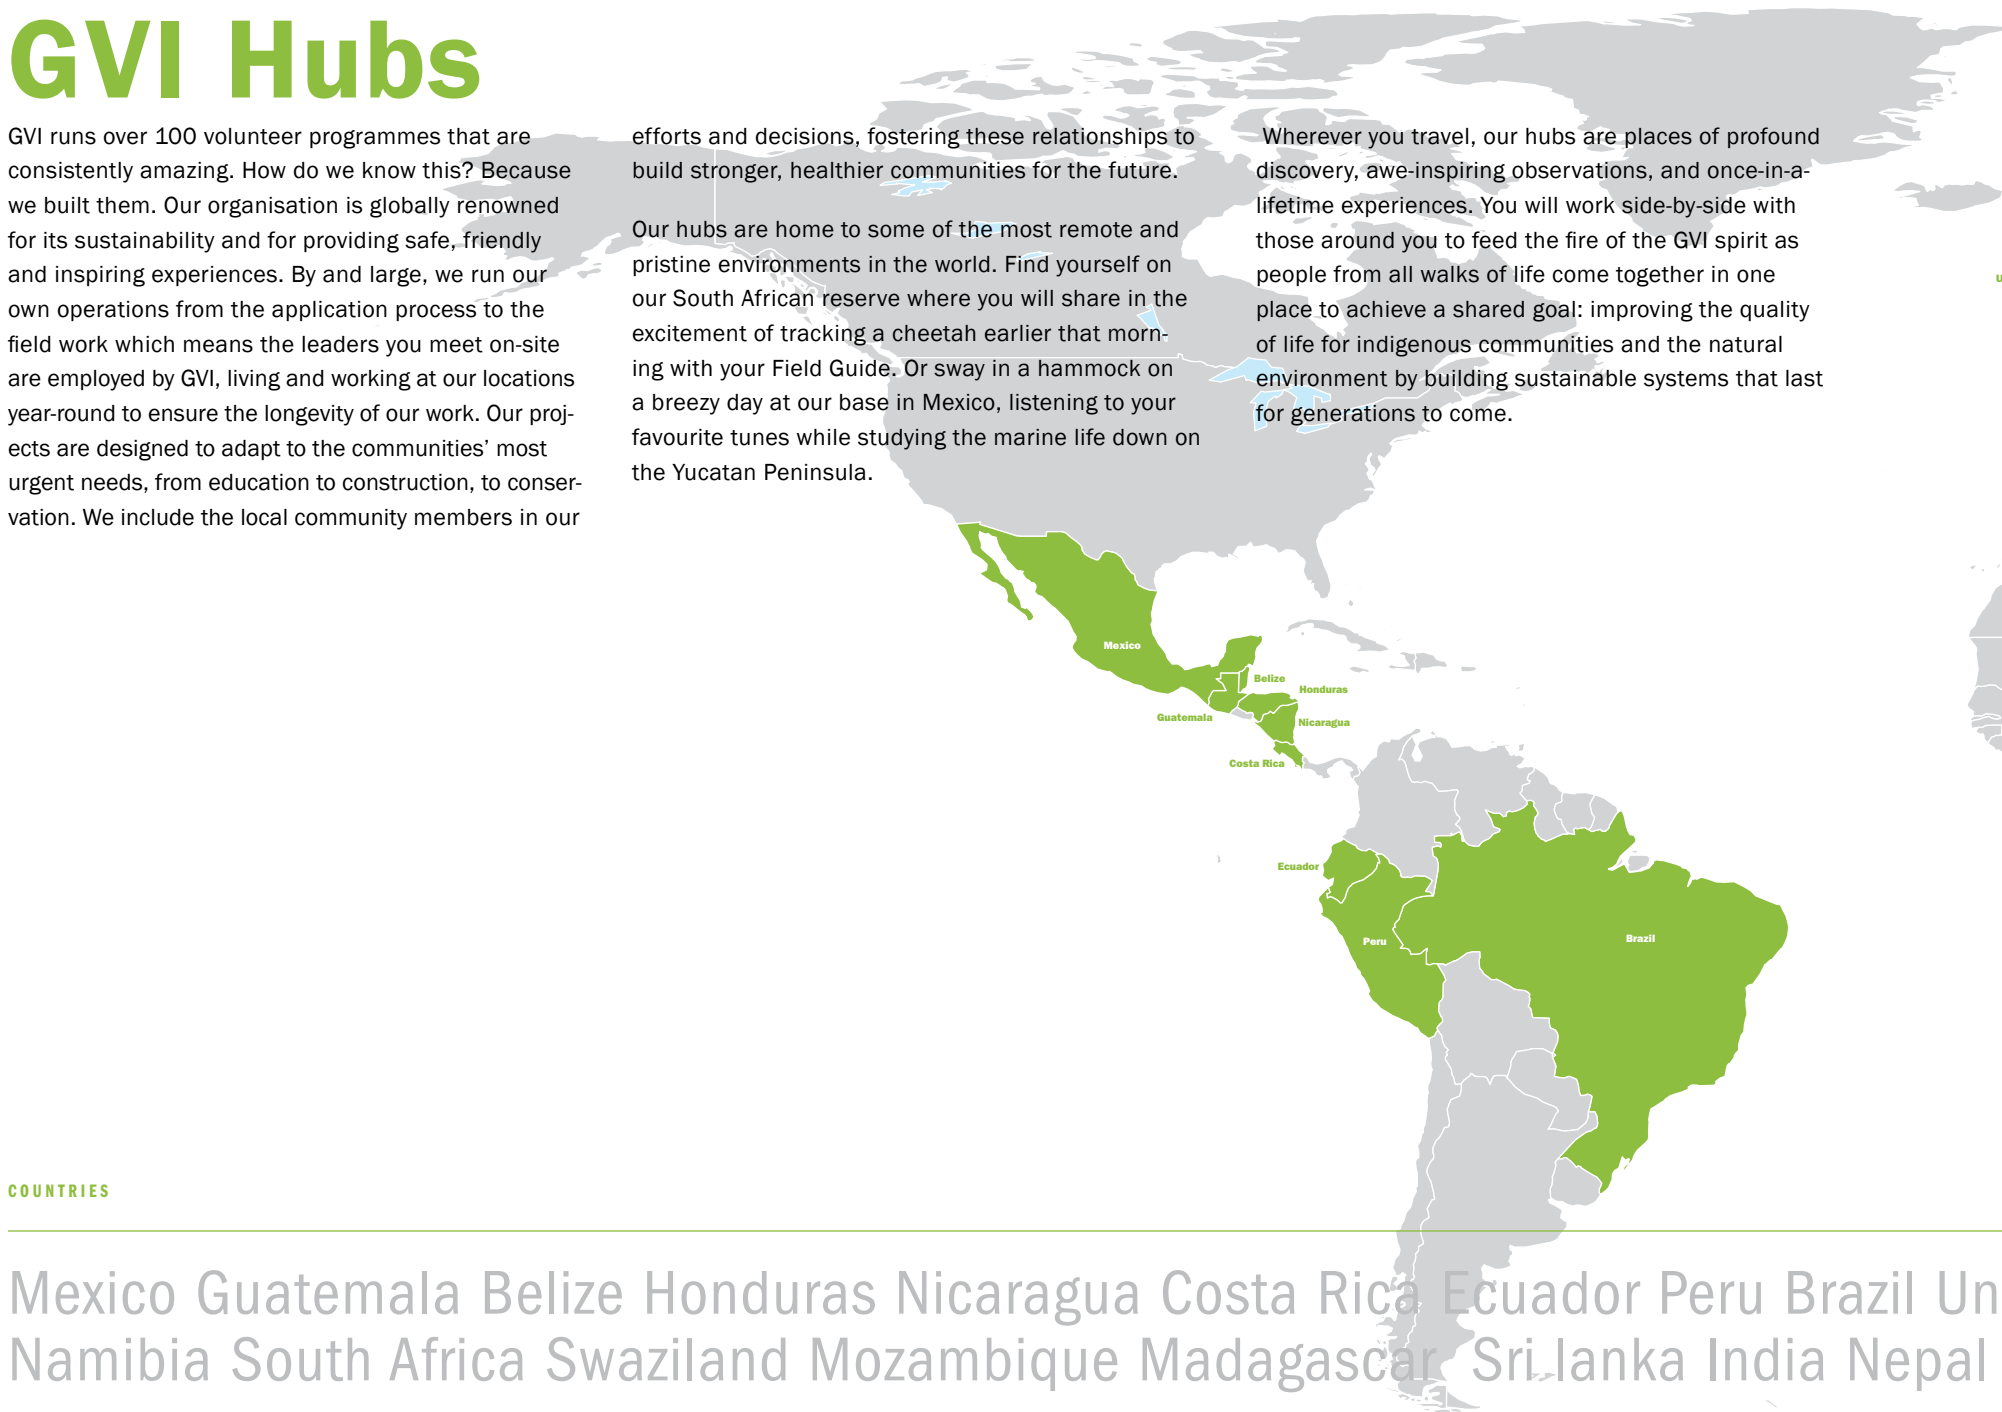 GVI Hubs
GVI runs over 100 volunteer programmes that are
consistently amazing. How do we know this? Because
we built them. Our organisation is globally renowned
for its sustainability and for providing safe, friendly
and inspiring experiences. By and large, we run our
own operations from the application process to the
field work which means the leaders you meet on-site
are employed by GVI, living and working at our locations
year-round to ensure the longevity of our work. Our proj-
ects are designed to adapt to the communities’ most
urgent needs, from education to construction, to conser-
vation. We include the local community members in our
efforts and decisions, fostering these relationships to
build stronger, healthier communities for the future.
Our hubs are home to some of the most remote and
pristine environments in the world. Find yourself on
our South African reserve where you will share in the
excitement of tracking a cheetah earlier that morn-
ing with your Field Guide. Or sway in a hammock on
a breezy day at our base in Mexico, listening to your
favourite tunes while studying the marine life down on
the Yucatan Peninsula.
Wherever you travel, our hubs are places of profound
discovery, awe-inspiring observations, and once-in-a-
lifetime experiences. You will work side-by-side with
those around you to feed the fire of the GVI spirit as
people from all walks of life come together in one
place to achieve a shared goal: improving the quality
of life for indigenous communities and the natural
environment by building sustainable systems that last
for generations to come.
Mexico
Belize
Honduras
Guatemala
Nicaragua
Costa Rica
Ecuador
Peru
Brazil
COUNTRIES
Mexico Guatemala Belize Honduras Nicaragua Costa Rica Ecuador Peru Brazil Un
Namibia South Africa Swaziland Mozambique Madagascar Sri lanka India Nepal